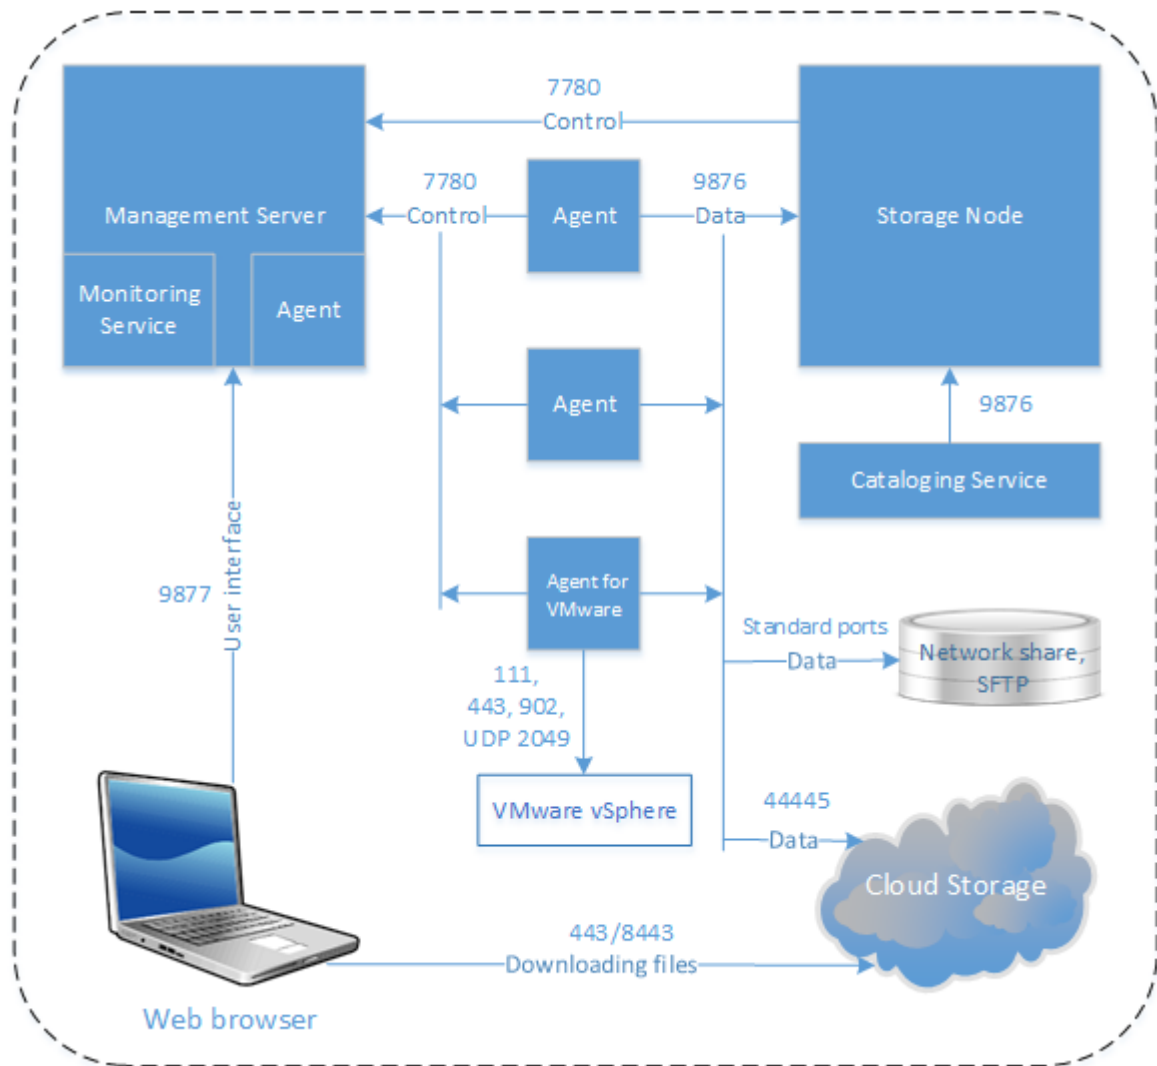 7780
Control
Management Server
Monitoring
Service
Agent
7780
Control
Agent
9876
Data
Storage Node
Agent
9876
Cataloging Service
Agent for
VMware
9877
User interface
111,
443, 902,
UDP 2049
VMware vSphere
Standard ports
Data
Network share,
SFTP
44445
Data
Cloud Storage
443/8443
Downloading files
Web browser